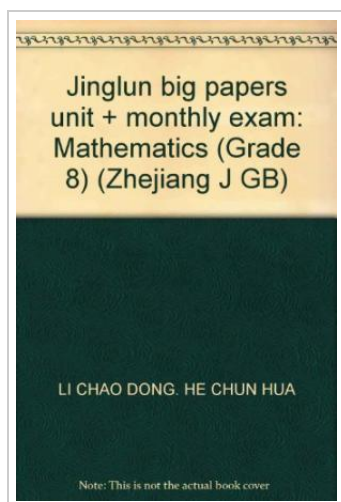 Jinglun big papers
unit + monthly exam:
Mathematics (Grade
8) (Zhejiang J GB)
LI CHAO DONG. HE CHUN HUA
Note: This is not the actual book cover